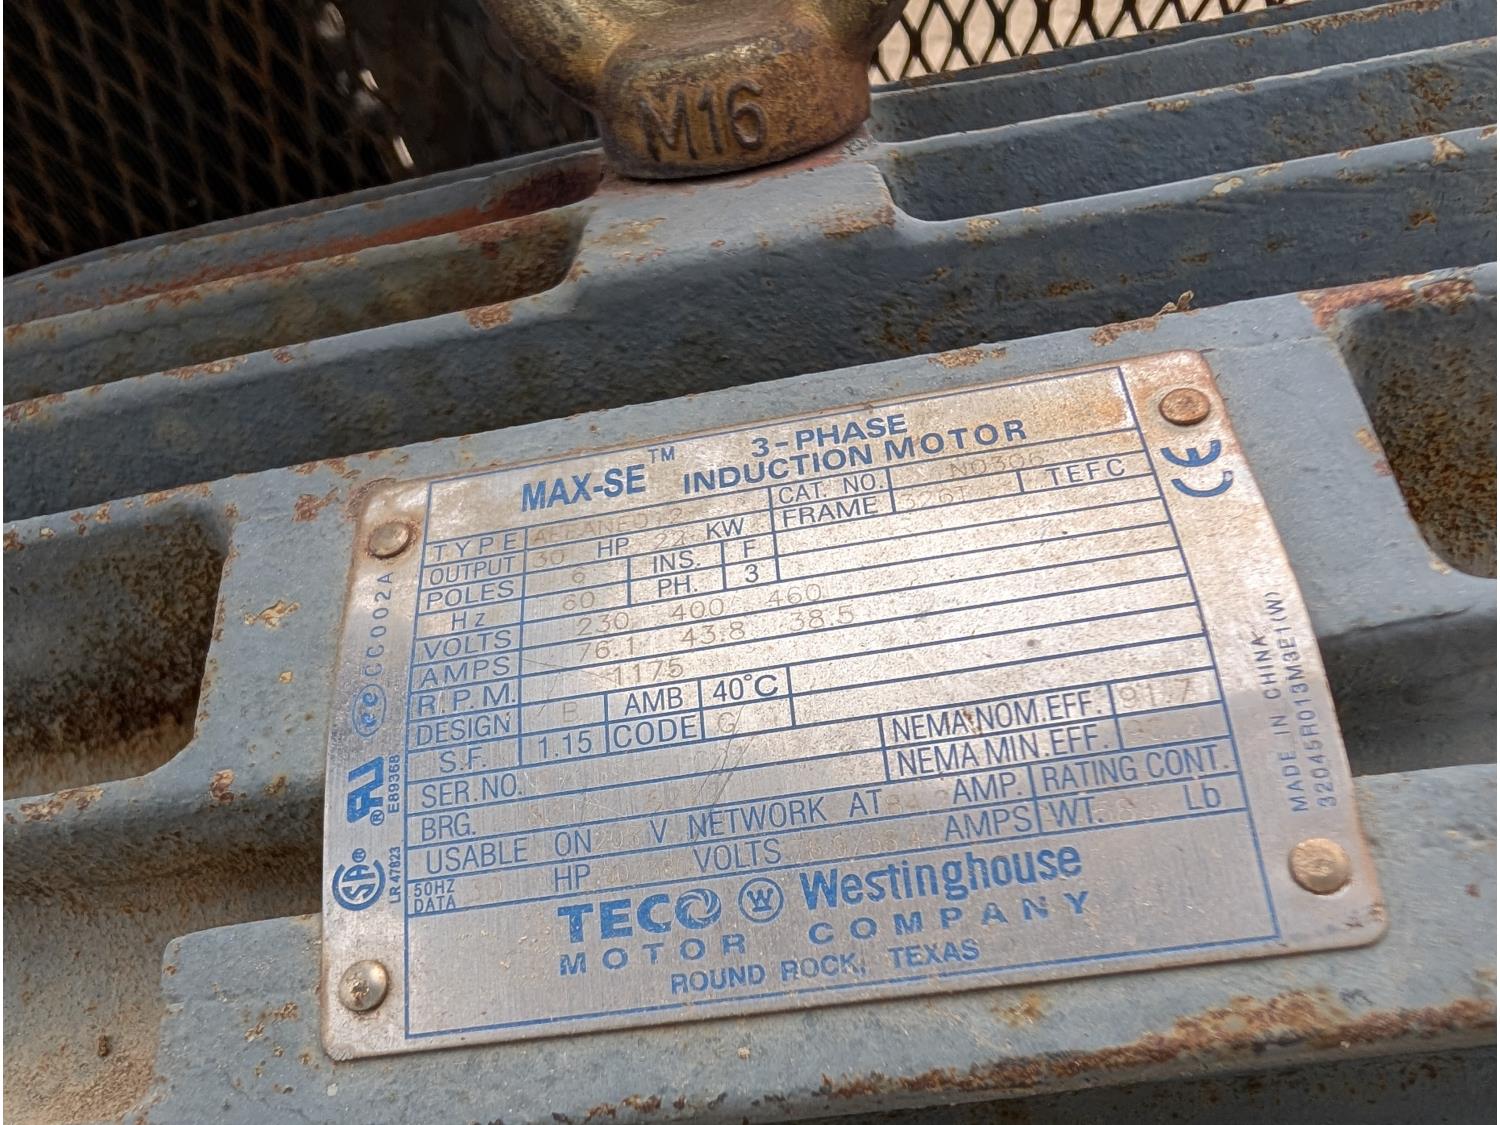 M16
MAX-SE™ 3-PHASE INDUCTION MOTOR
TYPE CAT. NO. N0306
OUTPUT 30 HP 22 KW FRAME 326T TEFC
POLES 6 INS. F
Hz 60 PH. 3
VOLTS 230 400 460
AMPS 76.1 43.8 38.5
R.P.M. 1175
DESIGN B AMB 40°C
S.F. 1.15 CODE G NEMA NOM.EFF. 91.7
SER.NO. NEMA MIN.EFF.
BRG.
USABLE ON 208 V NETWORK AT AMP. RATING CONT.
50HZ DATA HP VOLTS AMPS WT. Lb
TECO Westinghouse
MOTOR COMPANY
ROUND ROCK, TEXAS
CC002A
E89368
LR 47823
CE
MADE IN CHINA
32045R013M3E1(W)